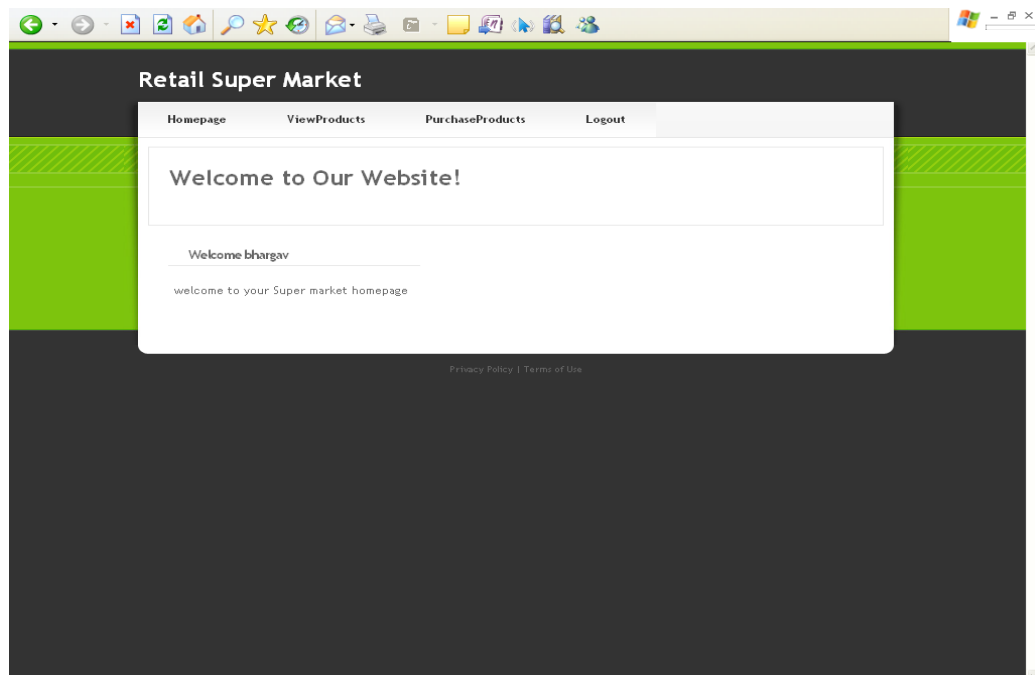 Retail Super Market
Homepage ViewProducts PurchaseProducts Logout
Welcome to Our Website!
Welcome bhargav
welcome to your Super market homepage
Privacy Policy | Terms of Use